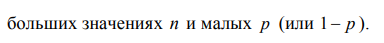 больших значениях n и малых p (или 1 – p ).